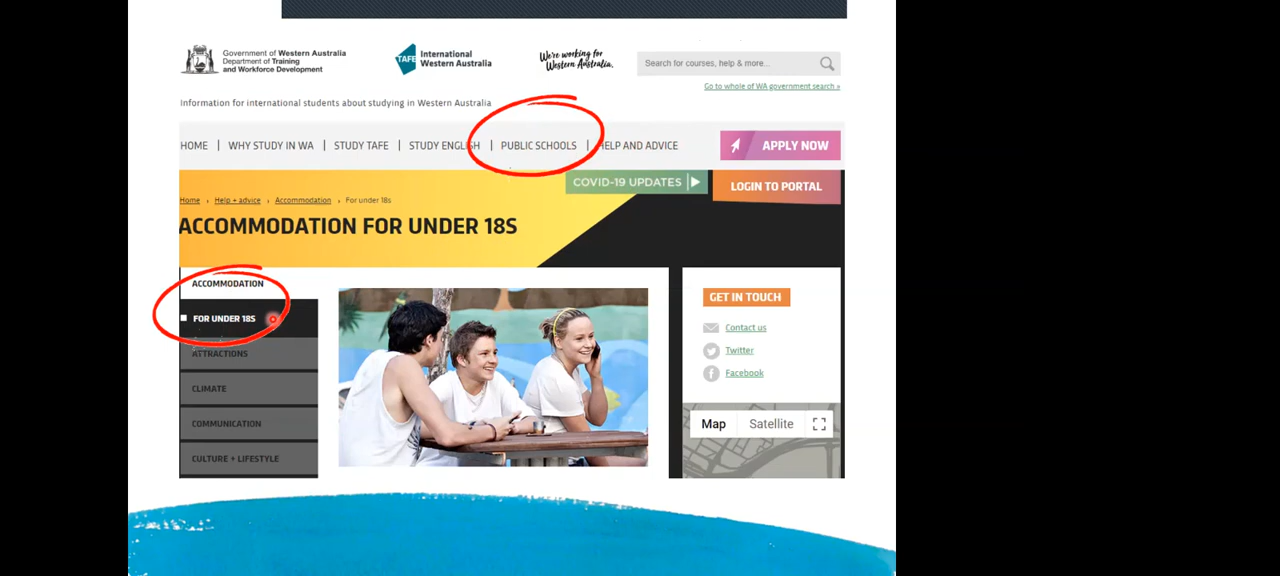 Government of Western Australia
Department of Training
and Workforce Development
TAFE
International
Western Australia
We're working for
Western Australia.
Search for courses, help & more...
Go to whole of WA government search »
Information for international students about studying in Western Australia
HOME | WHY STUDY IN WA | STUDY TAFE | STUDY ENGLISH | PUBLIC SCHOOLS | HELP AND ADVICE
APPLY NOW
COVID-19 UPDATES
LOGIN TO PORTAL
Home › Help + advice › Accommodation › For under 18s
ACCOMMODATION FOR UNDER 18S
ACCOMMODATION
FOR UNDER 18S
ATTRACTIONS
CLIMATE
COMMUNICATION
CULTURE + LIFESTYLE
GET IN TOUCH
Contact us
Twitter
Facebook
Map Satellite